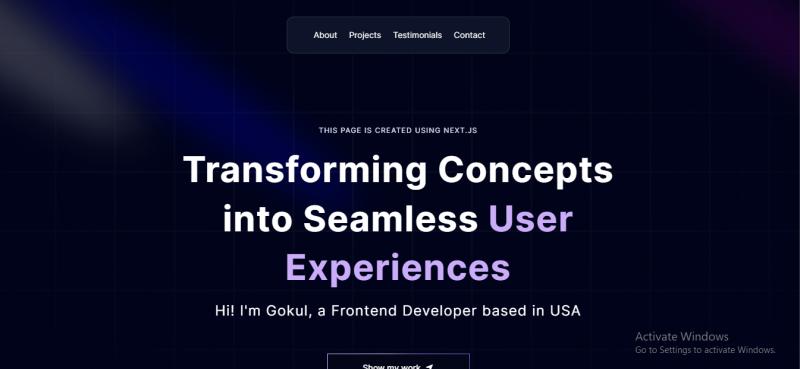 About Projects Testimonials Contact
THIS PAGE IS CREATED USING NEXT.JS
Transforming Concepts
into Seamless User
Experiences
Hi! I'm Gokul, a Frontend Developer based in USA
Activate Windows
Go to Settings to activate Windows.
Show my work